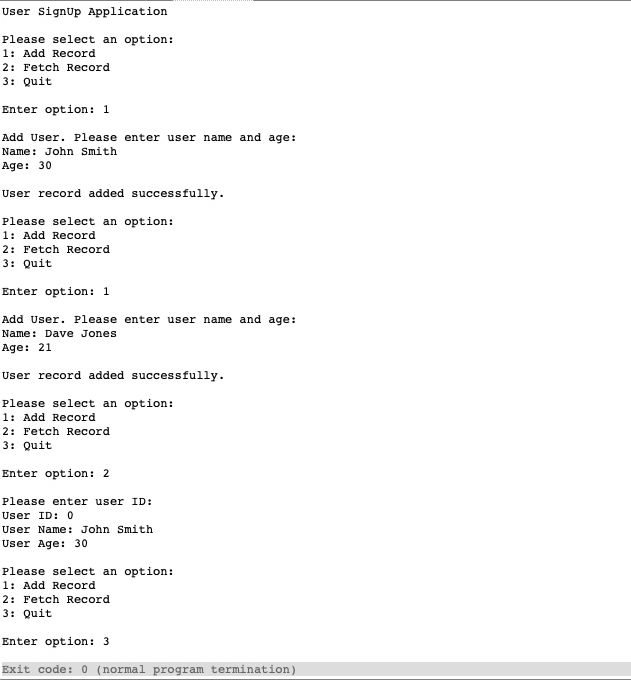 User SignUp Application
Please select an option:
1: Add Record
2: Fetch Record
3: Quit
Enter option: 1
Add User. Please enter user name and age:
Name: John Smith
Age: 30
User record added successfully.
Please select an option:
1: Add Record
2: Fetch Record
3: Quit
Enter option: 1
Add User. Please enter user name and age:
Name: Dave Jones
Age: 21
User record added successfully.
Please select an option:
1: Add Record
2: Fetch Record
3: Quit
Enter option: 2
Please enter user ID:
User ID: 0
User Name: John Smith
User Age: 30
Please select an option:
1: Add Record
2: Fetch Record
3: Quit
Enter option: 3
Exit code: 0 (normal program termination)